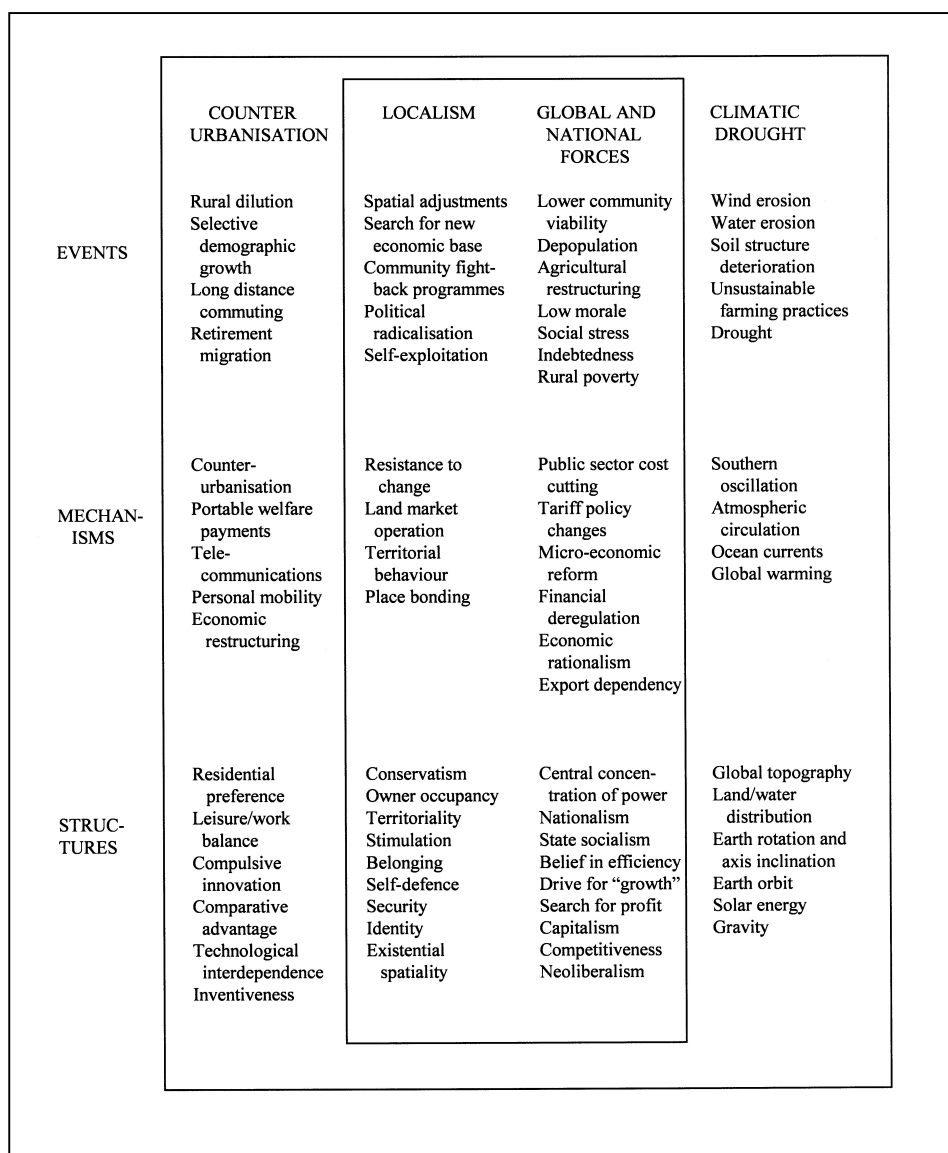 COUNTER
URBANISATION
LOCALISM
GLOBAL AND
NATIONAL
FORCES
CLIMATIC
DROUGHT
EVENTS
Rural dilution
Selective
demographic
growth
Long distance
commuting
Retirement
migration
Spatial adjustments
Search for new
economic base
Community fight-
back programmes
Political
radicalisation
Self-exploitation
Lower community
viability
Depopulation
Agricultural
restructuring
Low morale
Social stress
Indebtedness
Rural poverty
Wind erosion
Water erosion
Soil structure
deterioration
Unsustainable
farming practices
Drought
MECHAN-
ISMS
Counter-
urbanisation
Portable welfare
payments
Tele-
communications
Personal mobility
Economic
restructuring
Resistance to
change
Land market
operation
Territorial
behaviour
Place bonding
Public sector cost
cutting
Tariff policy
changes
Micro-economic
reform
Financial
deregulation
Economic
rationalism
Export dependency
Southern
oscillation
Atmospheric
circulation
Ocean currents
Global warming
STRUC-
TURES
Residential
preference
Leisure/work
balance
Compulsive
innovation
Comparative
advantage
Technological
interdependence
Inventiveness
Conservatism
Owner occupancy
Territoriality
Stimulation
Belonging
Self-defence
Security
Identity
Existential
spatiality
Central concen-
tration of power
Nationalism
State socialism
Belief in efficiency
Drive for “growth”
Search for profit
Capitalism
Competitiveness
Neoliberalism
Global topography
Land/water
distribution
Earth rotation and
axis inclination
Earth orbit
Solar energy
Gravity